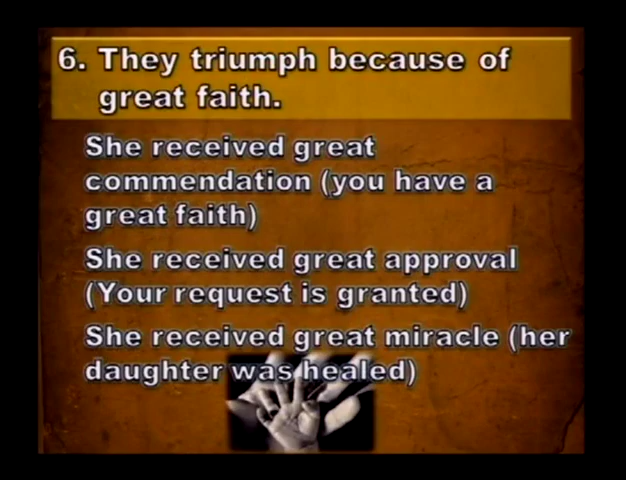 6. They triumph because of
great faith.
She received great
commendation (you have a
great faith)
She received great approval
(Your request is granted)
She received great miracle (her
daughter was healed)